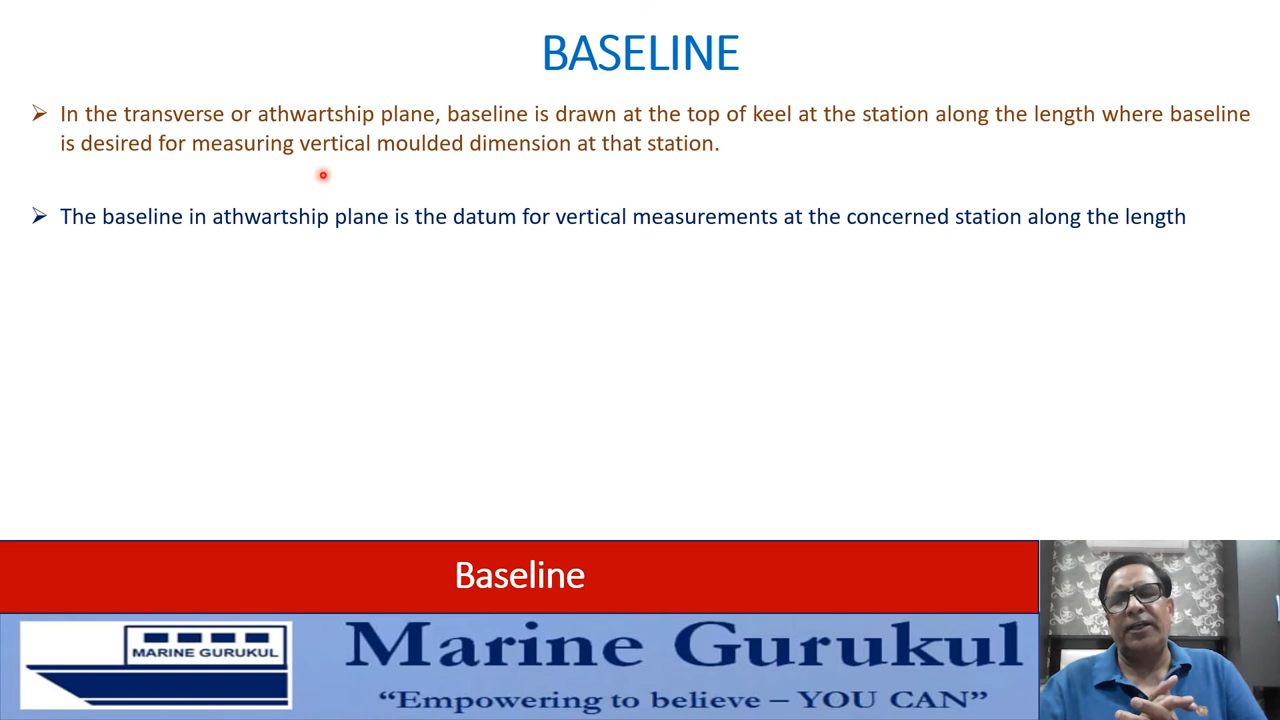 BASELINE
➢ In the transverse or athwartship plane, baseline is drawn at the top of keel at the station along the length where baseline
is desired for measuring vertical moulded dimension at that station.
➢ The baseline in athwartship plane is the datum for vertical measurements at the concerned station along the length
Baseline
MARINE GURUKUL
Marine Gurukul
“Empowering to believe – YOU CAN”